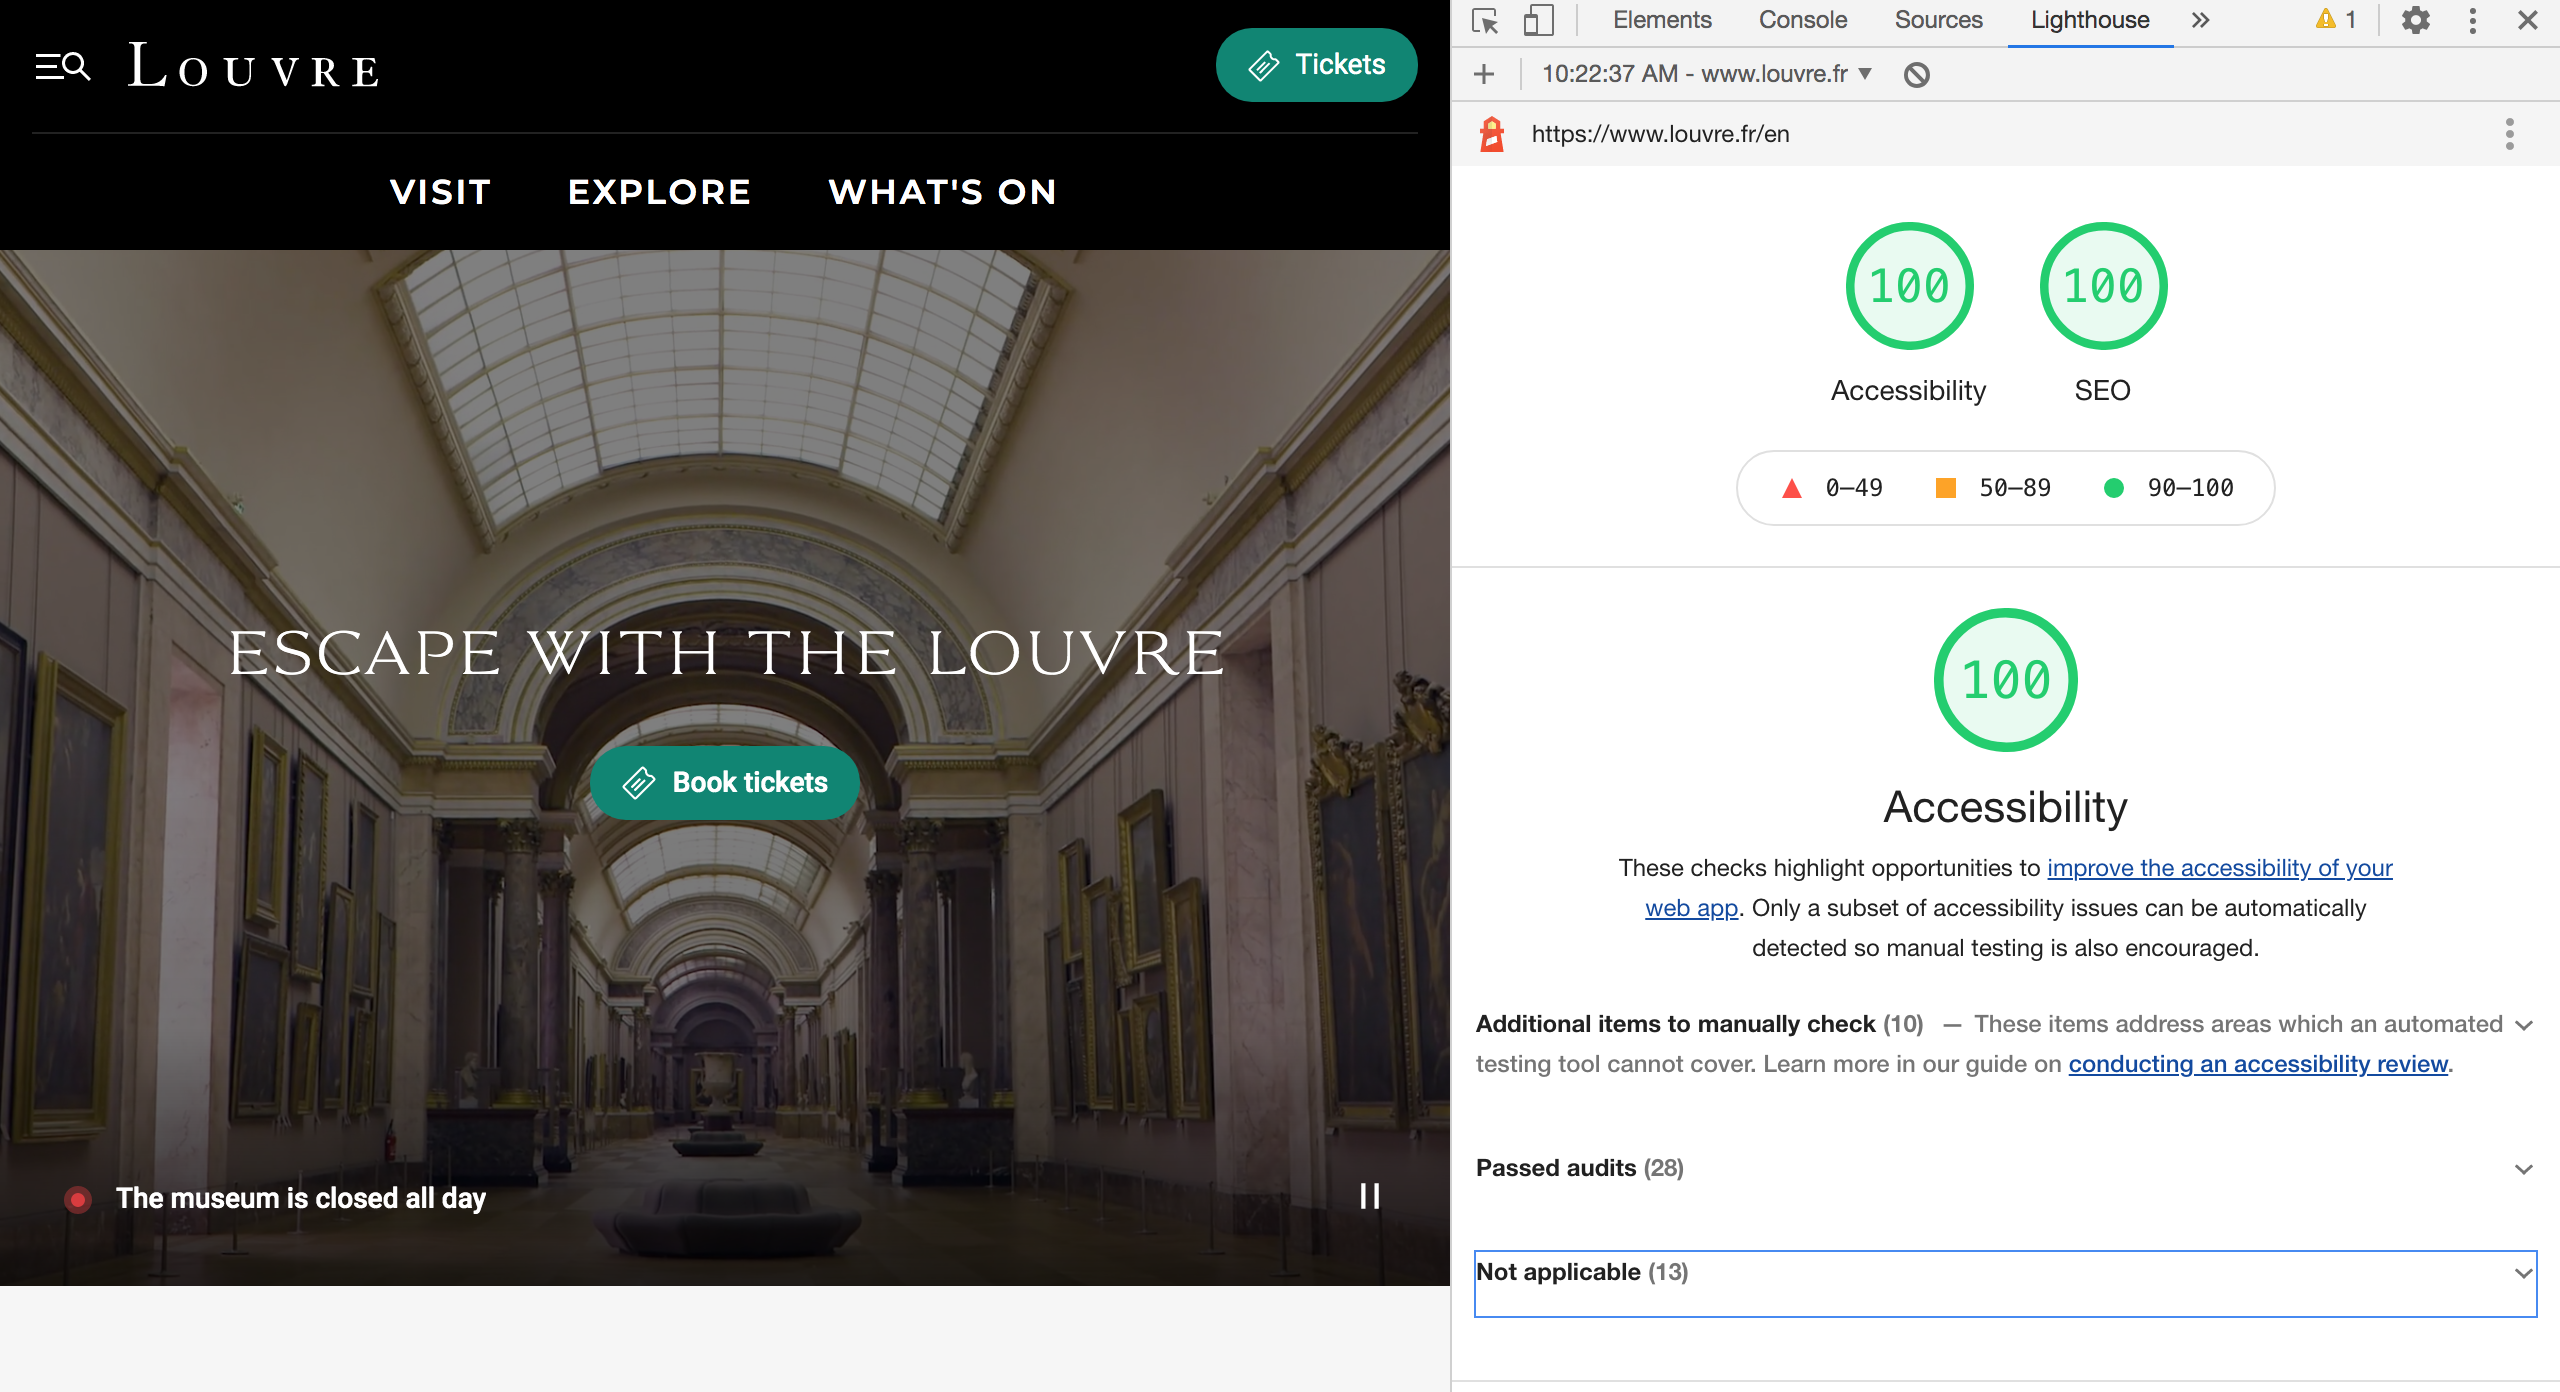 LOUVRE
Tickets
VISIT EXPLORE WHAT'S ON
ESCAPE WITH THE LOUVRE
Book tickets
The museum is closed all day
Elements Console Sources Lighthouse » 1
10:22:37 AM - www.louvre.fr
https://www.louvre.fr/en
100 100
Accessibility SEO
0–49 50–89 90–100
100
Accessibility
These checks highlight opportunities to improve the accessibility of your
web app. Only a subset of accessibility issues can be automatically
detected so manual testing is also encouraged.
Additional items to manually check (10) — These items address areas which an automated
testing tool cannot cover. Learn more in our guide on conducting an accessibility review.
Passed audits (28)
Not applicable (13)